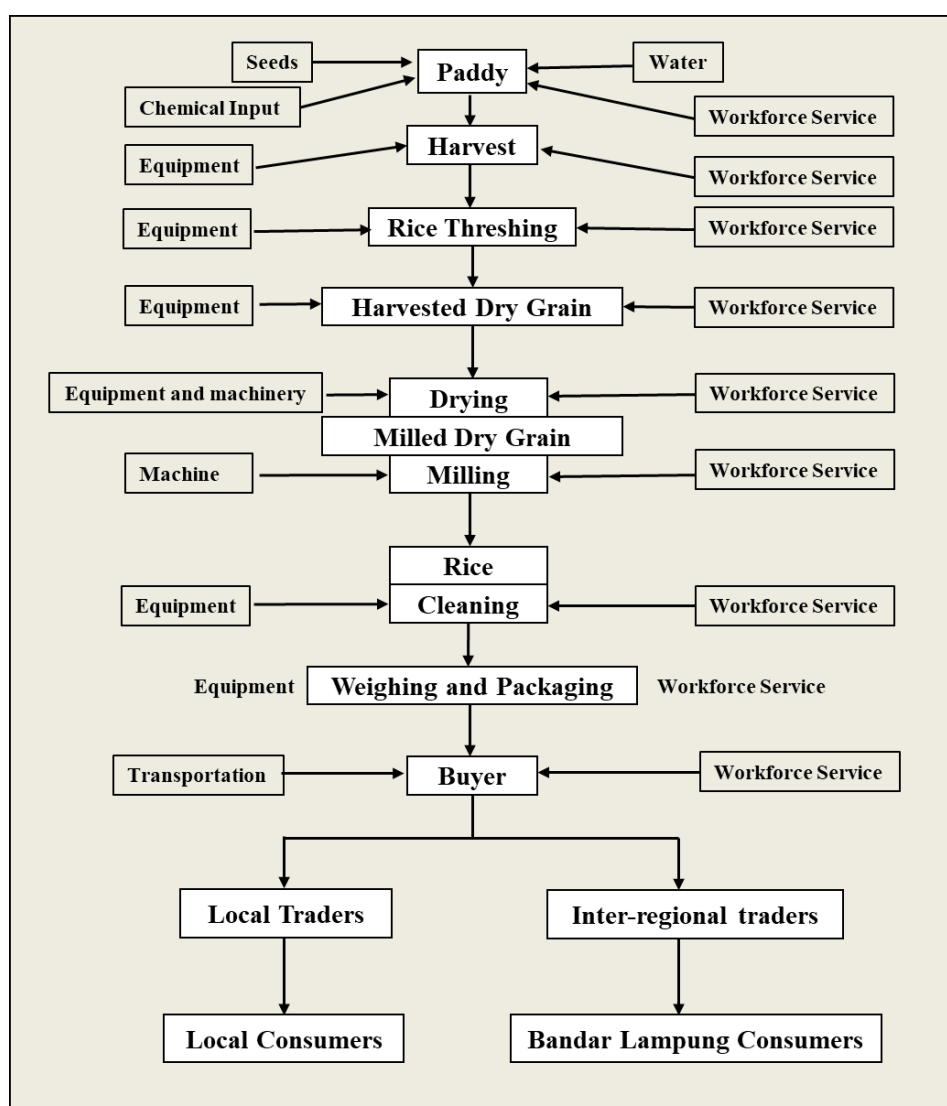 Seeds
Paddy
Water
Chemical Input
Workforce Service
Harvest
Equipment
Workforce Service
Equipment
Rice Threshing
Workforce Service
Equipment
Harvested Dry Grain
Workforce Service
Equipment and machinery
Drying
Workforce Service
Milled Dry Grain
Machine
Milling
Workforce Service
Rice
Equipment
Cleaning
Workforce Service
Equipment
Weighing and Packaging
Workforce Service
Transportation
Buyer
Workforce Service
Local Traders
Inter-regional traders
Local Consumers
Bandar Lampung Consumers